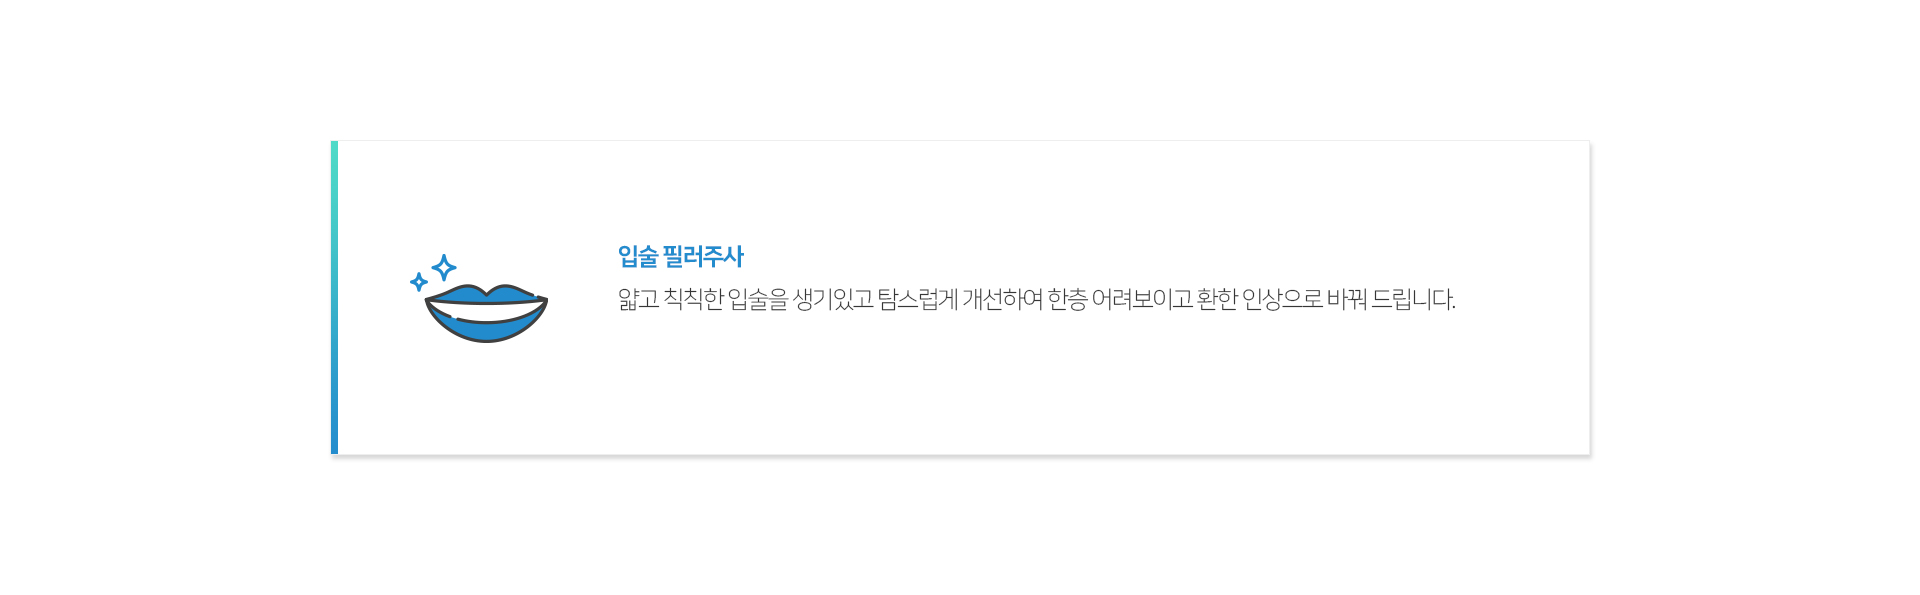 입술 필러주사
얇고 칙칙한 입술을 생기있고 탐스럽게 개선하여 한층 어려보이고 환한 인상으로 바꿔 드립니다.